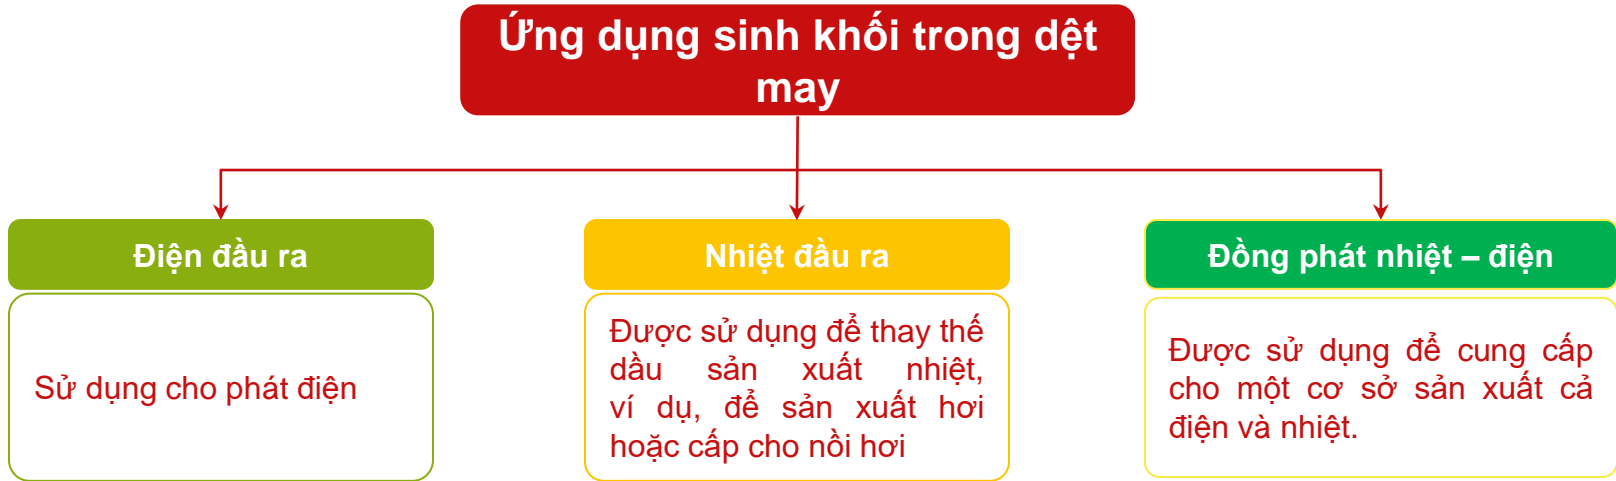 Ứng dụng sinh khối trong dệt
may
Điện đầu ra
Nhiệt đầu ra
Đồng phát nhiệt – điện
Sử dụng cho phát điện
Được sử dụng để thay thế
dầu sản xuất nhiệt,
ví dụ, để sản xuất hơi
hoặc cấp cho nồi hơi
Được sử dụng để cung cấp
cho một cơ sở sản xuất cả
điện và nhiệt.